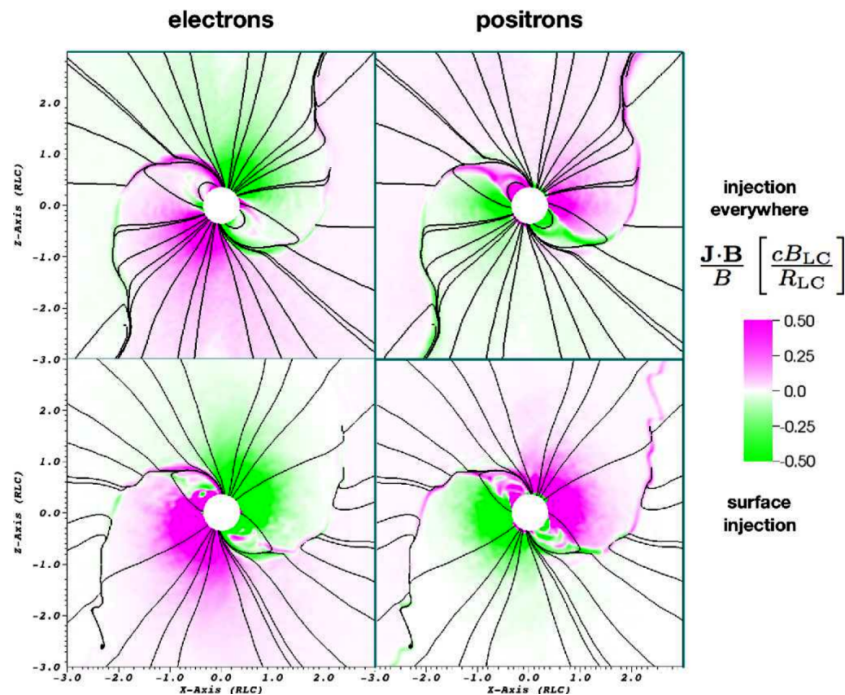 electrons
positrons
Z-Axis (RLC)
2.0
1.0
0.0
-1.0
-2.0
-3.0
Z-Axis (RLC)
2.0
1.0
0.0
-1.0
-2.0
-3.0
-3.0 -2.0 -1.0 0.0 1.0 2.0 -3.0 -2.0 -1.0 0.0 1.0 2.0
X-Axis (RLC) X-Axis (RLC)
injection
everywhere
J·B/B [cB_LC/R_LC]
0.50
0.25
0.0
-0.25
-0.50
surface
injection